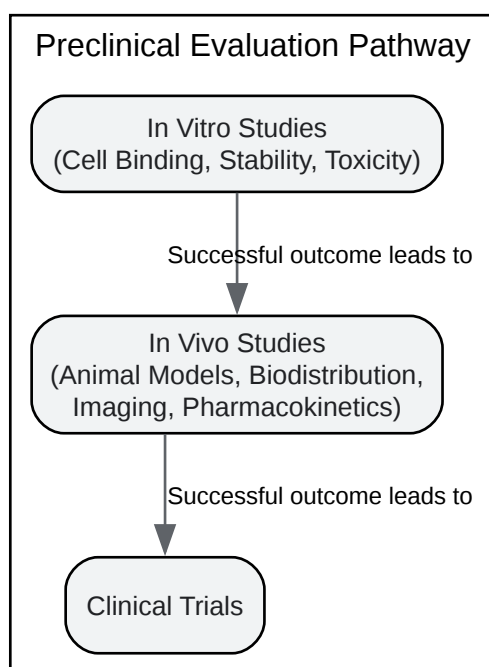 Preclinical Evaluation Pathway
In Vitro Studies
(Cell Binding, Stability, Toxicity)
Successful outcome leads to
In Vivo Studies
(Animal Models, Biodistribution,
Imaging, Pharmacokinetics)
Successful outcome leads to
Clinical Trials